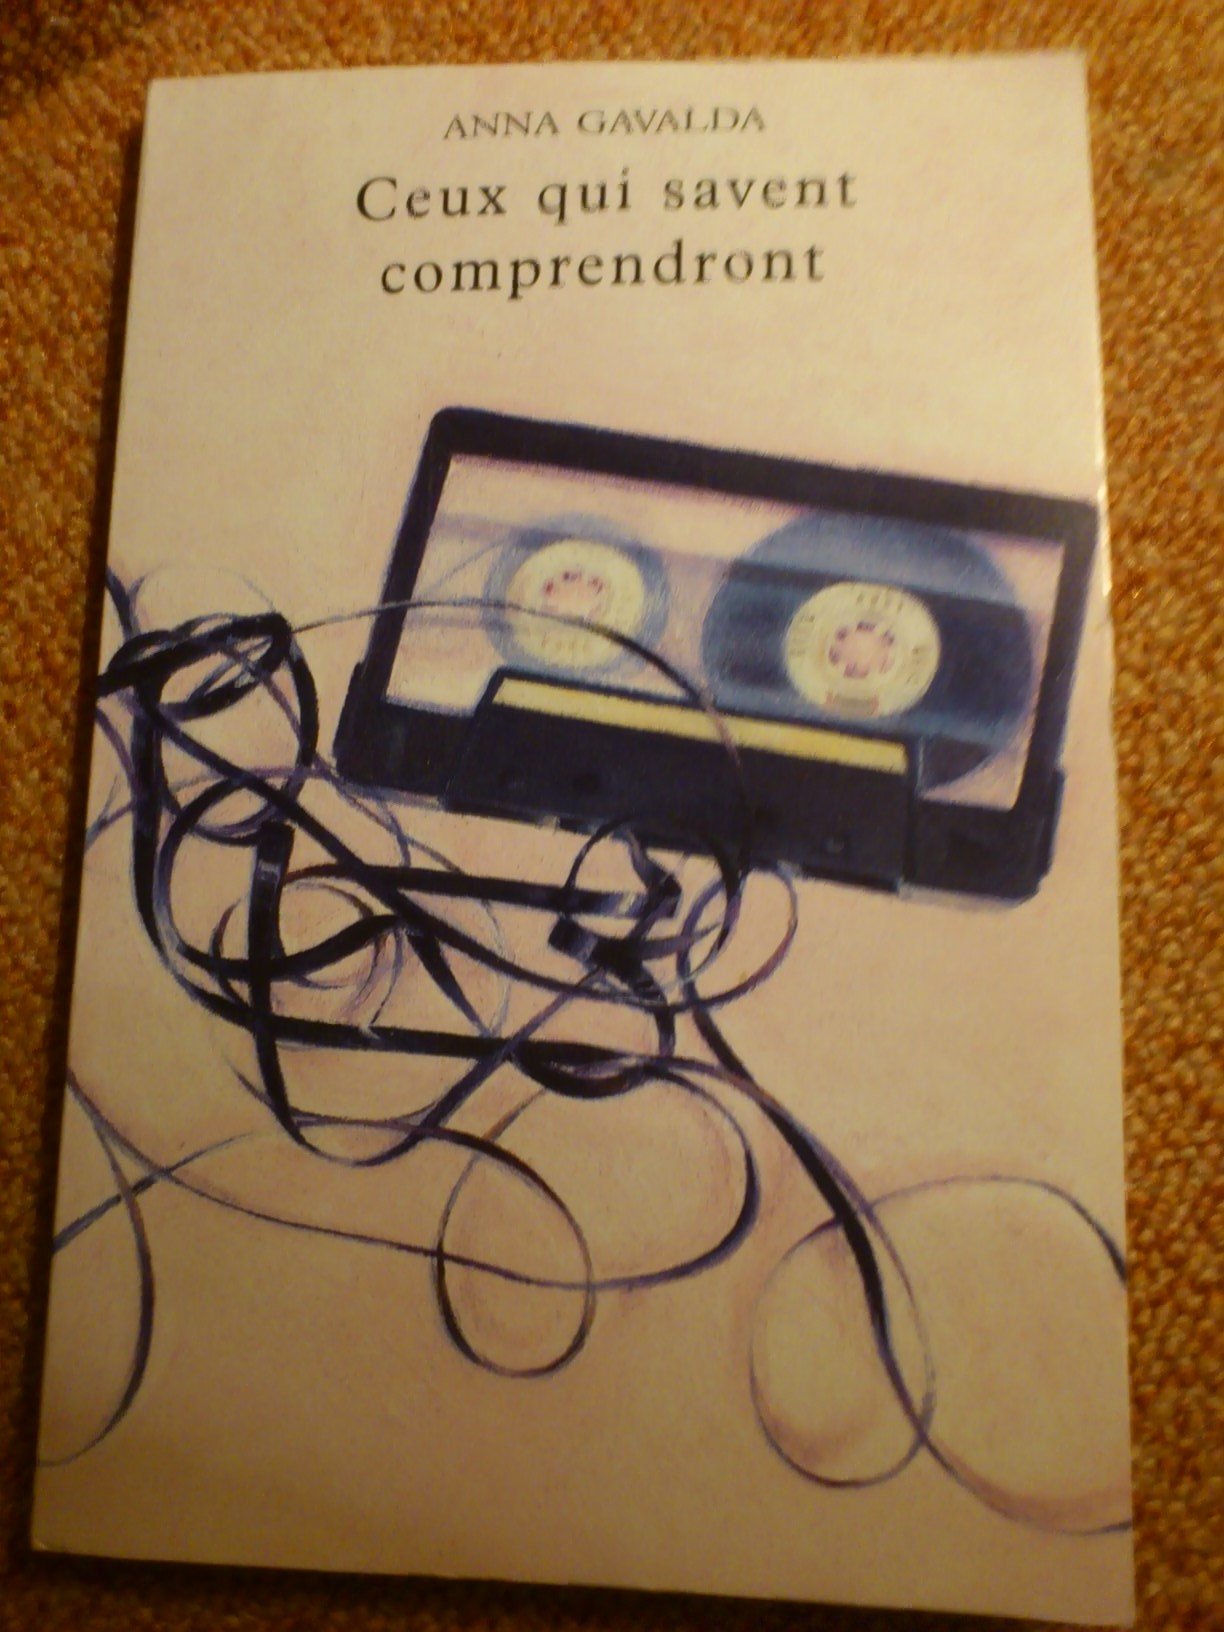 ANNA GAVALDA
Ceux qui savent
comprendront